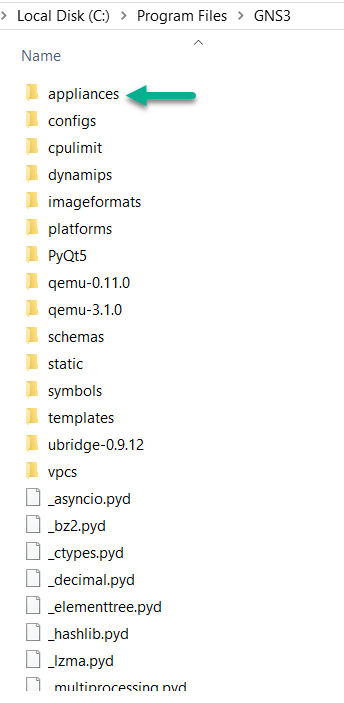 Local Disk (C:) > Program Files > GNS3
Name
appliances
configs
cpulimit
dynamips
imageformats
platforms
PyQt5
qemu-0.11.0
qemu-3.1.0
schemas
static
symbols
templates
ubridge-0.9.12
vpcs
_asyncio.pyd
_bz2.pyd
_ctypes.pyd
_decimal.pyd
_elementtree.pyd
_hashlib.pyd
_lzma.pyd
_multiprocessing.pyd